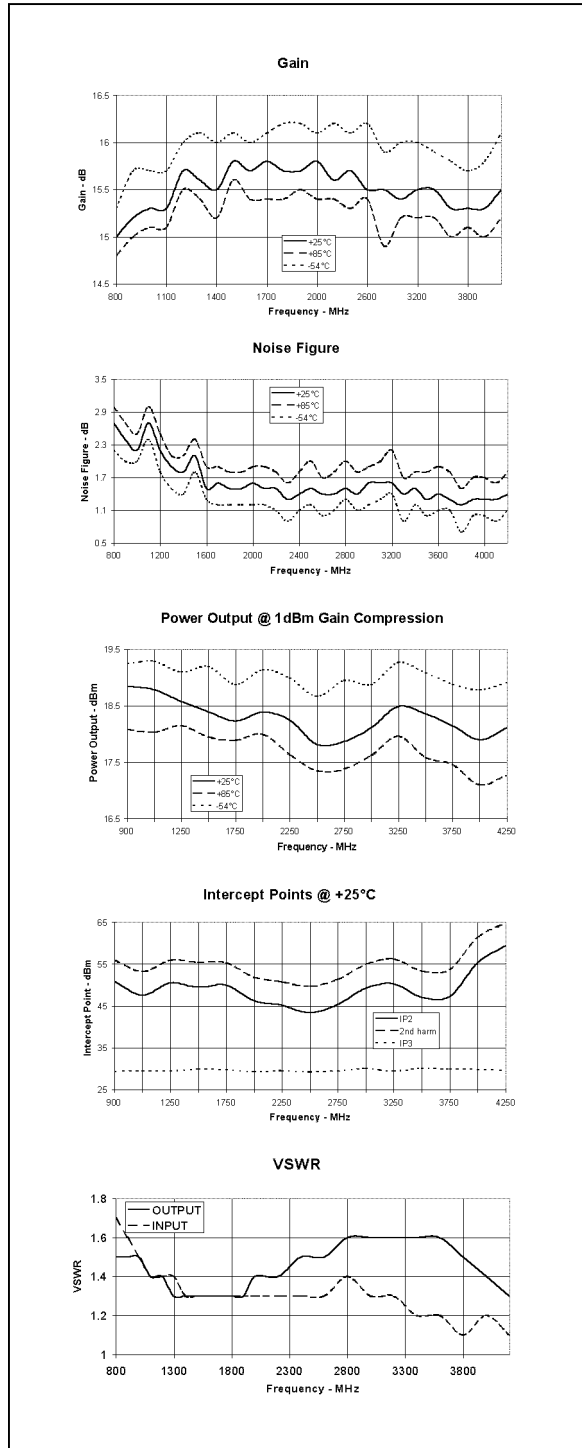 Gain
16.5
16
15.5
15
14.5
Gain - dB
+25°C
+85°C
-54°C
800 1100 1400 1700 2000 2600 3200 3800
Frequency - MHz
Noise Figure
3.5
2.9
2.3
1.7
1.1
0.5
Noise Figure - dB
+25°C
+85°C
-54°C
800 1200 1600 2000 2400 2800 3200 3600 4000
Frequency - MHz
Power Output @ 1dBm Gain Compression
19.5
18.5
17.5
16.5
Power Output - dBm
+25°C
+85°C
-54°C
900 1250 1750 2250 2750 3250 3750 4250
Frequency - MHz
Intercept Points @ +25°C
65
55
45
35
25
Intercept Point - dBm
IP2
2nd harm
IP3
900 1250 1750 2250 2750 3250 3750 4250
Frequency - MHz
VSWR
1.8
1.6
1.4
1.2
1
VSWR
OUTPUT
INPUT
800 1300 1800 2300 2800 3300 3800
Frequency - MHz